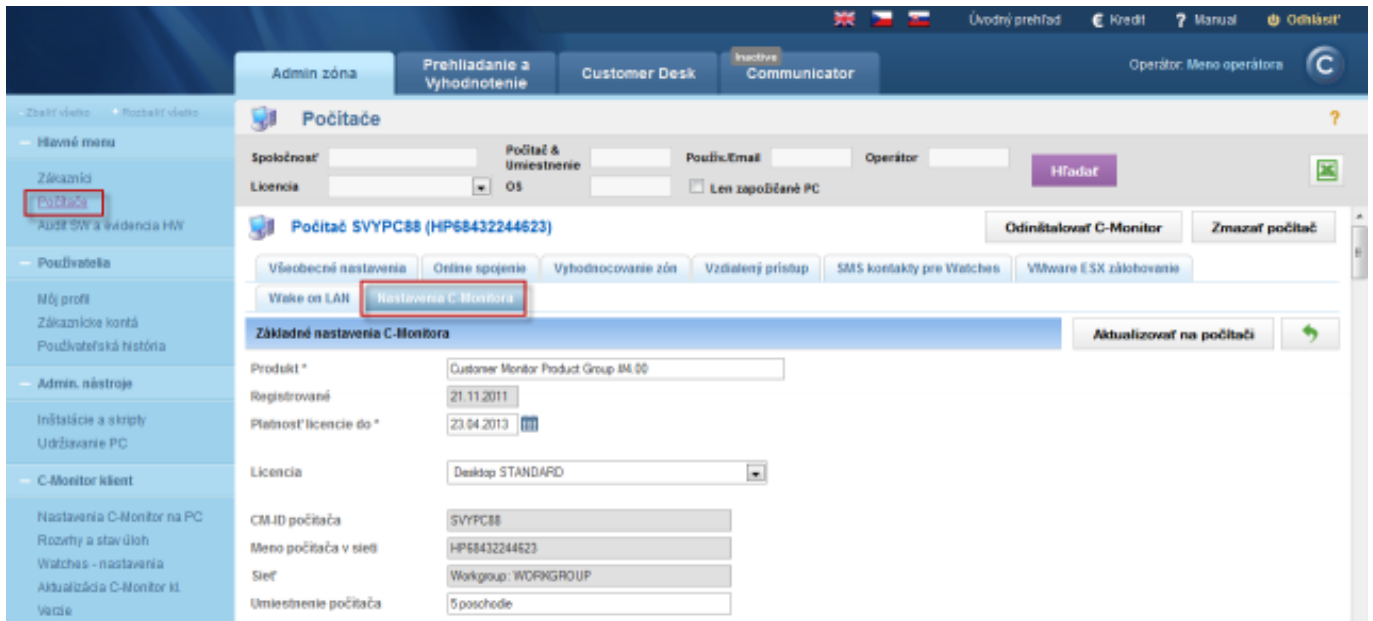 Úvodný prehľad € Kredit ? Manual Odhlásiť
Admin zóna
Prehliadanie a
Vyhodnotenie
Customer Desk
Inactive
Communicator
Operátor: Meno operátora
Zbaliť všetko Rozbaliť všetko
Počítače
?
Hlavné menu
Zákazníci
Počítače
Audit SW a evidencia HW
Používatelia
Môj profil
Zákaznícke kontá
Používateľská história
Admin. nástroje
Inštalácie a skripty
Udržiavanie PC
C-Monitor klient
Nastavenia C-Monitor na PC
Rozvrhy a stav úloh
Watches - nastavenia
Aktualizácia C-Monitor kl.
Verzie
Spoločnosť
Počítač &
Umiestnenie
Použív./Email
Operátor
Hľadať
Licencia
OS
Len zapožičané PC
Počítač SVYPC88 (HP68432244623)
Odinštalovať C-Monitor
Zmazať počítač
Všeobecné nastavenia Online spojenie Vyhodnocovanie zón Vzdialený prístup SMS kontakty pre Watches VMware ESX zálohovanie
Wake on LAN Nastavenia C-Monitora
Základné nastavenia C-Monitora
Aktualizovať na počítači
Produkt * Customer Monitor Product Group #4.00
Registrované 21.11.2011
Platnosť licencie do * 23.04.2013
Licencia Desktop STANDARD
CM-ID počítača SVYPC88
Meno počítača v sieti HP68432244623
Sieť Workgroup: WORKGROUP
Umiestnenie počítača 5poschodie